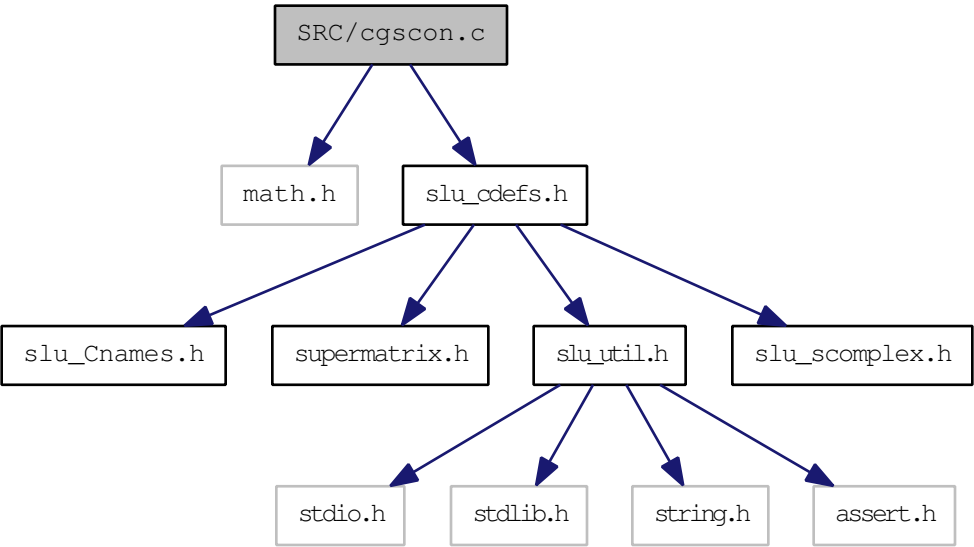 SRC/cgscon.c
math.h
slu_cdefs.h
slu_Cnames.h
supermatrix.h
slu_util.h
slu_scomplex.h
stdio.h
stdlib.h
string.h
assert.h